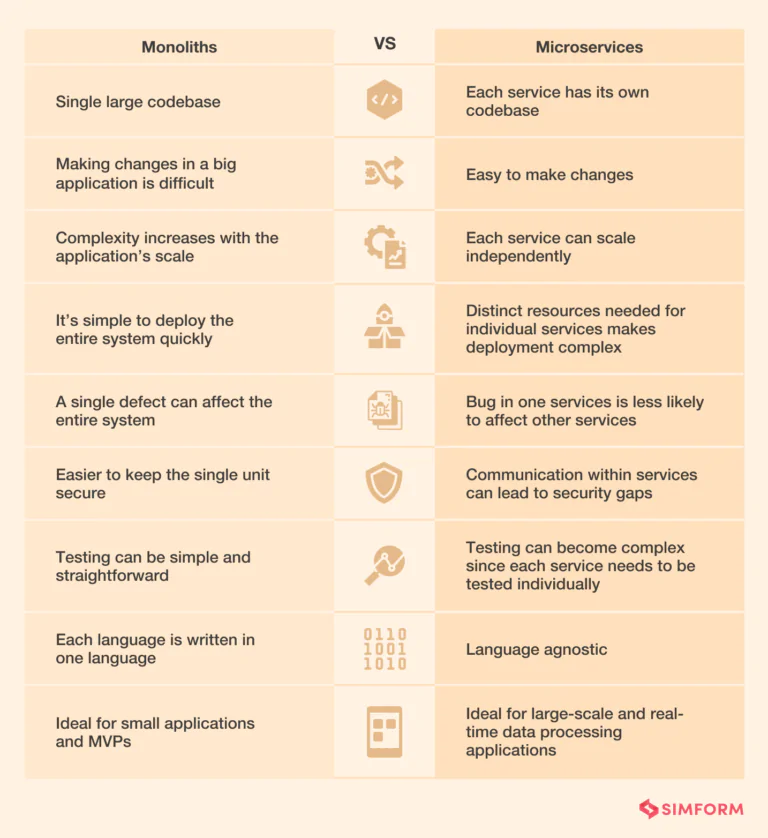 Monoliths
VS
Microservices
Single large codebase
</>
Each service has its own
codebase
Making changes in a big
application is difficult
Easy to make changes
Complexity increases with the
application's scale
Each service can scale
independently
It's simple to deploy the
entire system quickly
Distinct resources needed for
individual services makes
deployment complex
A single defect can affect the
entire system
Bug in one services is less likely
to affect other services
Easier to keep the single unit
secure
Communication within services
can lead to security gaps
Testing can be simple and
straightforward
Testing can become complex
since each service needs to be
tested individually
Each language is written in
one language
0110
1001
1010
Language agnostic
Ideal for small applications
and MVPs
Ideal for large-scale and real-
time data processing
applications
SIMFORM